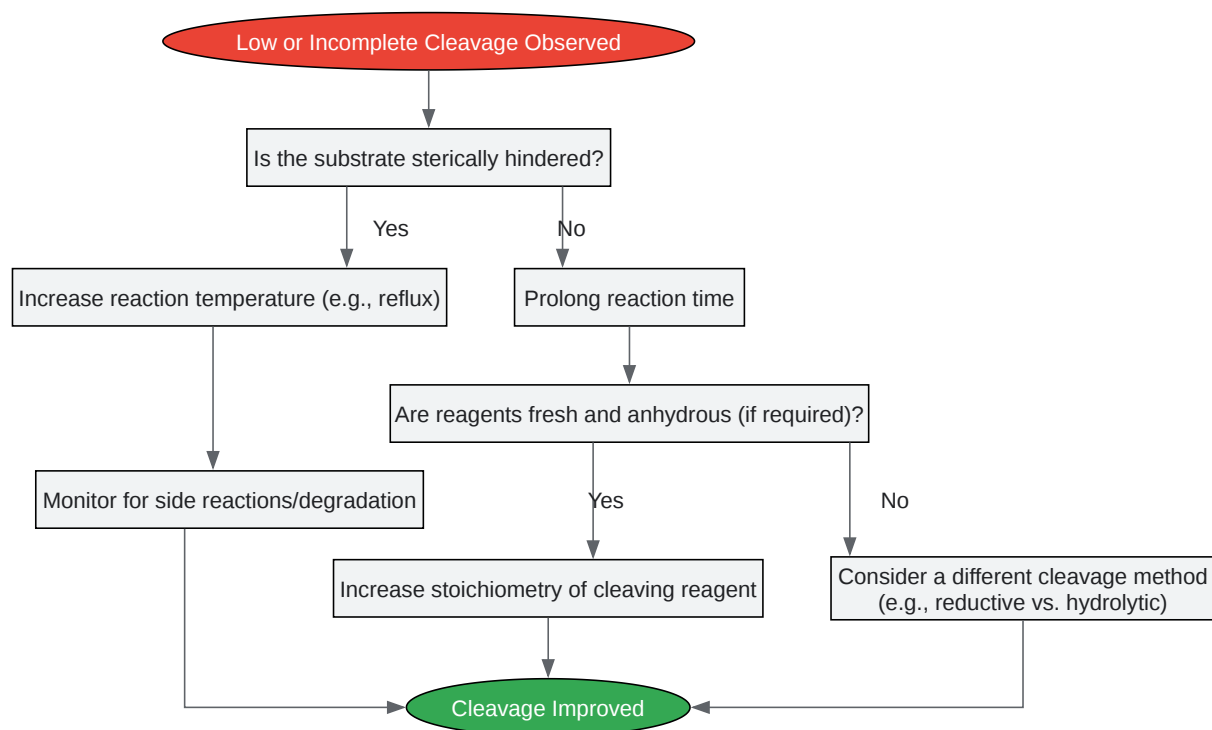 Low or Incomplete Cleavage Observed
Is the substrate sterically hindered?
Yes
No
Increase reaction temperature (e.g., reflux)
Prolong reaction time
Are reagents fresh and anhydrous (if required)?
Monitor for side reactions/degradation
Yes
No
Increase stoichiometry of cleaving reagent
Consider a different cleavage method
(e.g., reductive vs. hydrolytic)
Cleavage Improved